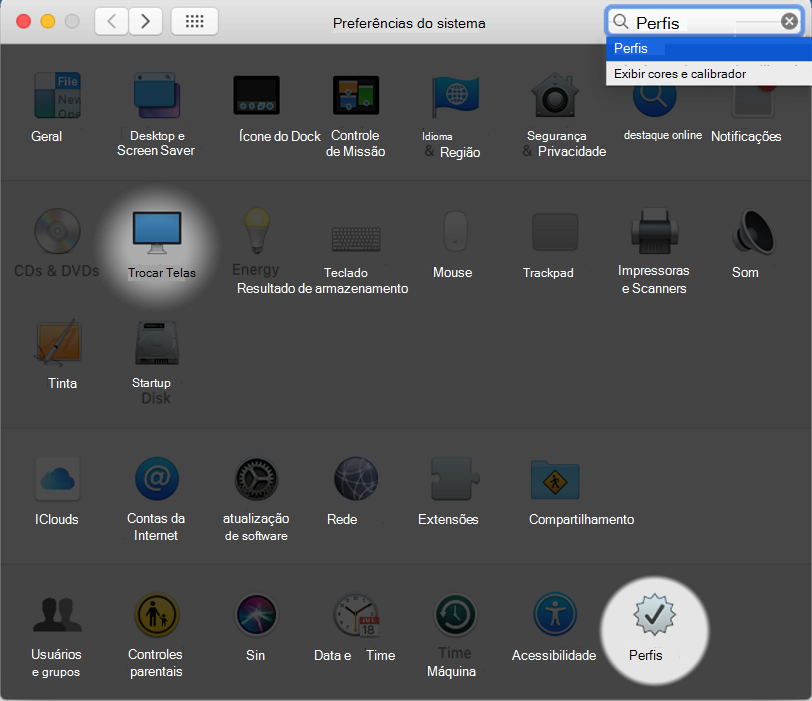 Preferências do sistema
Perfis
Perfis
Exibir cores e calibrador
File
New
Ope
Geral
Desktop e
Screen Saver
Ícone do Dock
Controle
de Missão
Idioma
& Região
Segurança
& Privacidade
destaque online
Notificações
CDs & DVDs
Trocar Telas
Energy
Teclado
Resultado de armazenamento
Mouse
Trackpad
Impressoras
e Scanners
Som
Tinta
Startup
Disk
IClouds
Contas da
Internet
atualização
de software
Rede
Extensões
Compartilhamento
JUL
18
Usuários
e grupos
Controles
parentais
Sin
Data e Time
Time
Máquina
Acessibilidade
Perfis